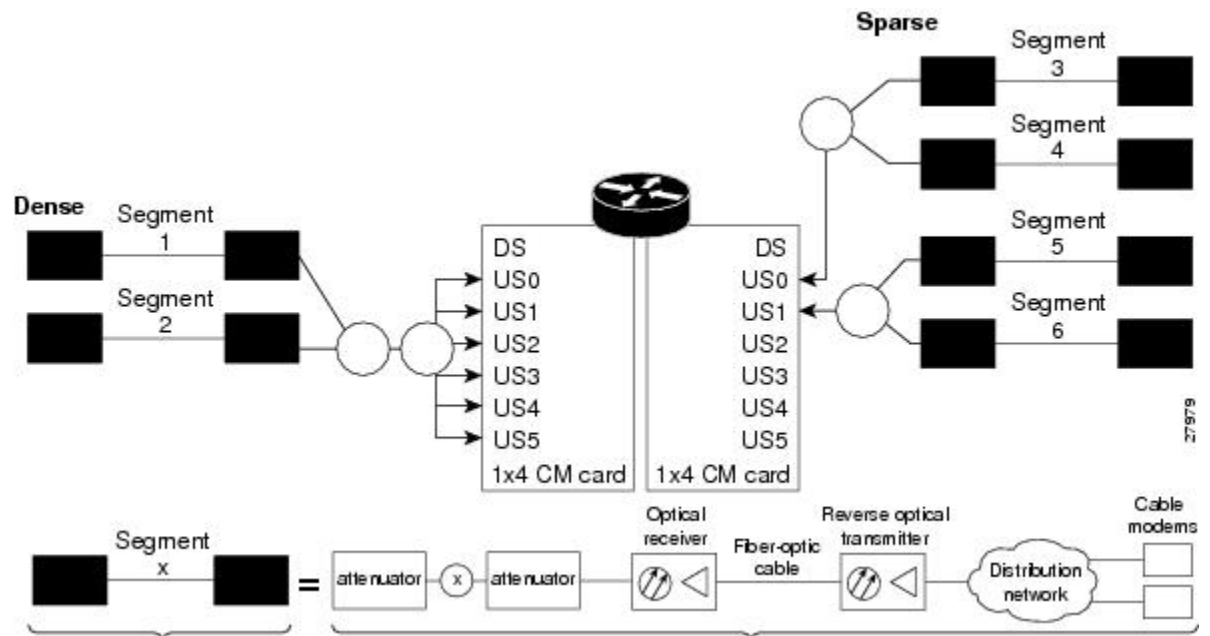 Sparse
Segment
3
Segment
4
Dense
Segment
1
Segment
2
Segment
5
Segment
6
DS
US0
US1
US2
US3
US4
US5
1x4 CM card
DS
US0
US1
US2
US3
US4
US5
1x4 CM card
27979
Segment
x
=
attenuator
x
attenuator
Optical
receiver
Fiber-optic
cable
Reverse optical
transmitter
Distribution
network
Cable
modems